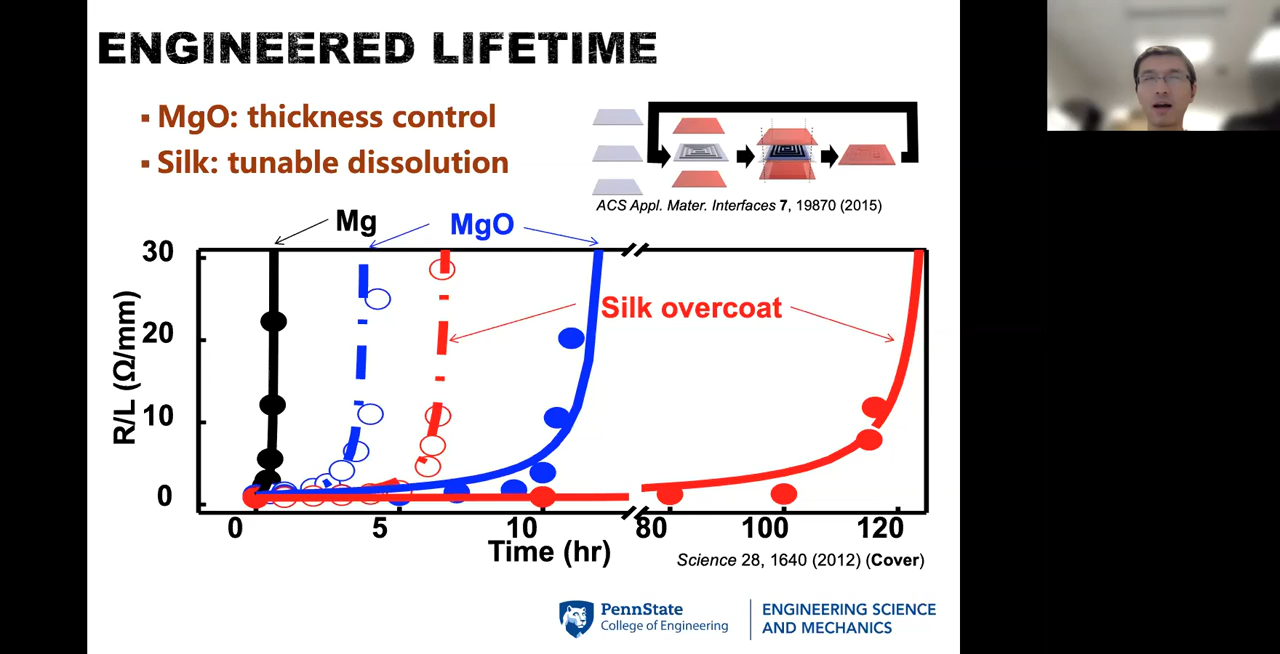 ENGINEERED LIFETIME
▪ MgO: thickness control
▪ Silk: tunable dissolution
ACS Appl. Mater. Interfaces 7, 19870 (2015)
Mg
MgO
Silk overcoat
R/L (Ω/mm)
30
20
10
0
0 5 10 80 100 120
Time (hr)
Science 28, 1640 (2012) (Cover)
PennState
College of Engineering
ENGINEERING SCIENCE
AND MECHANICS